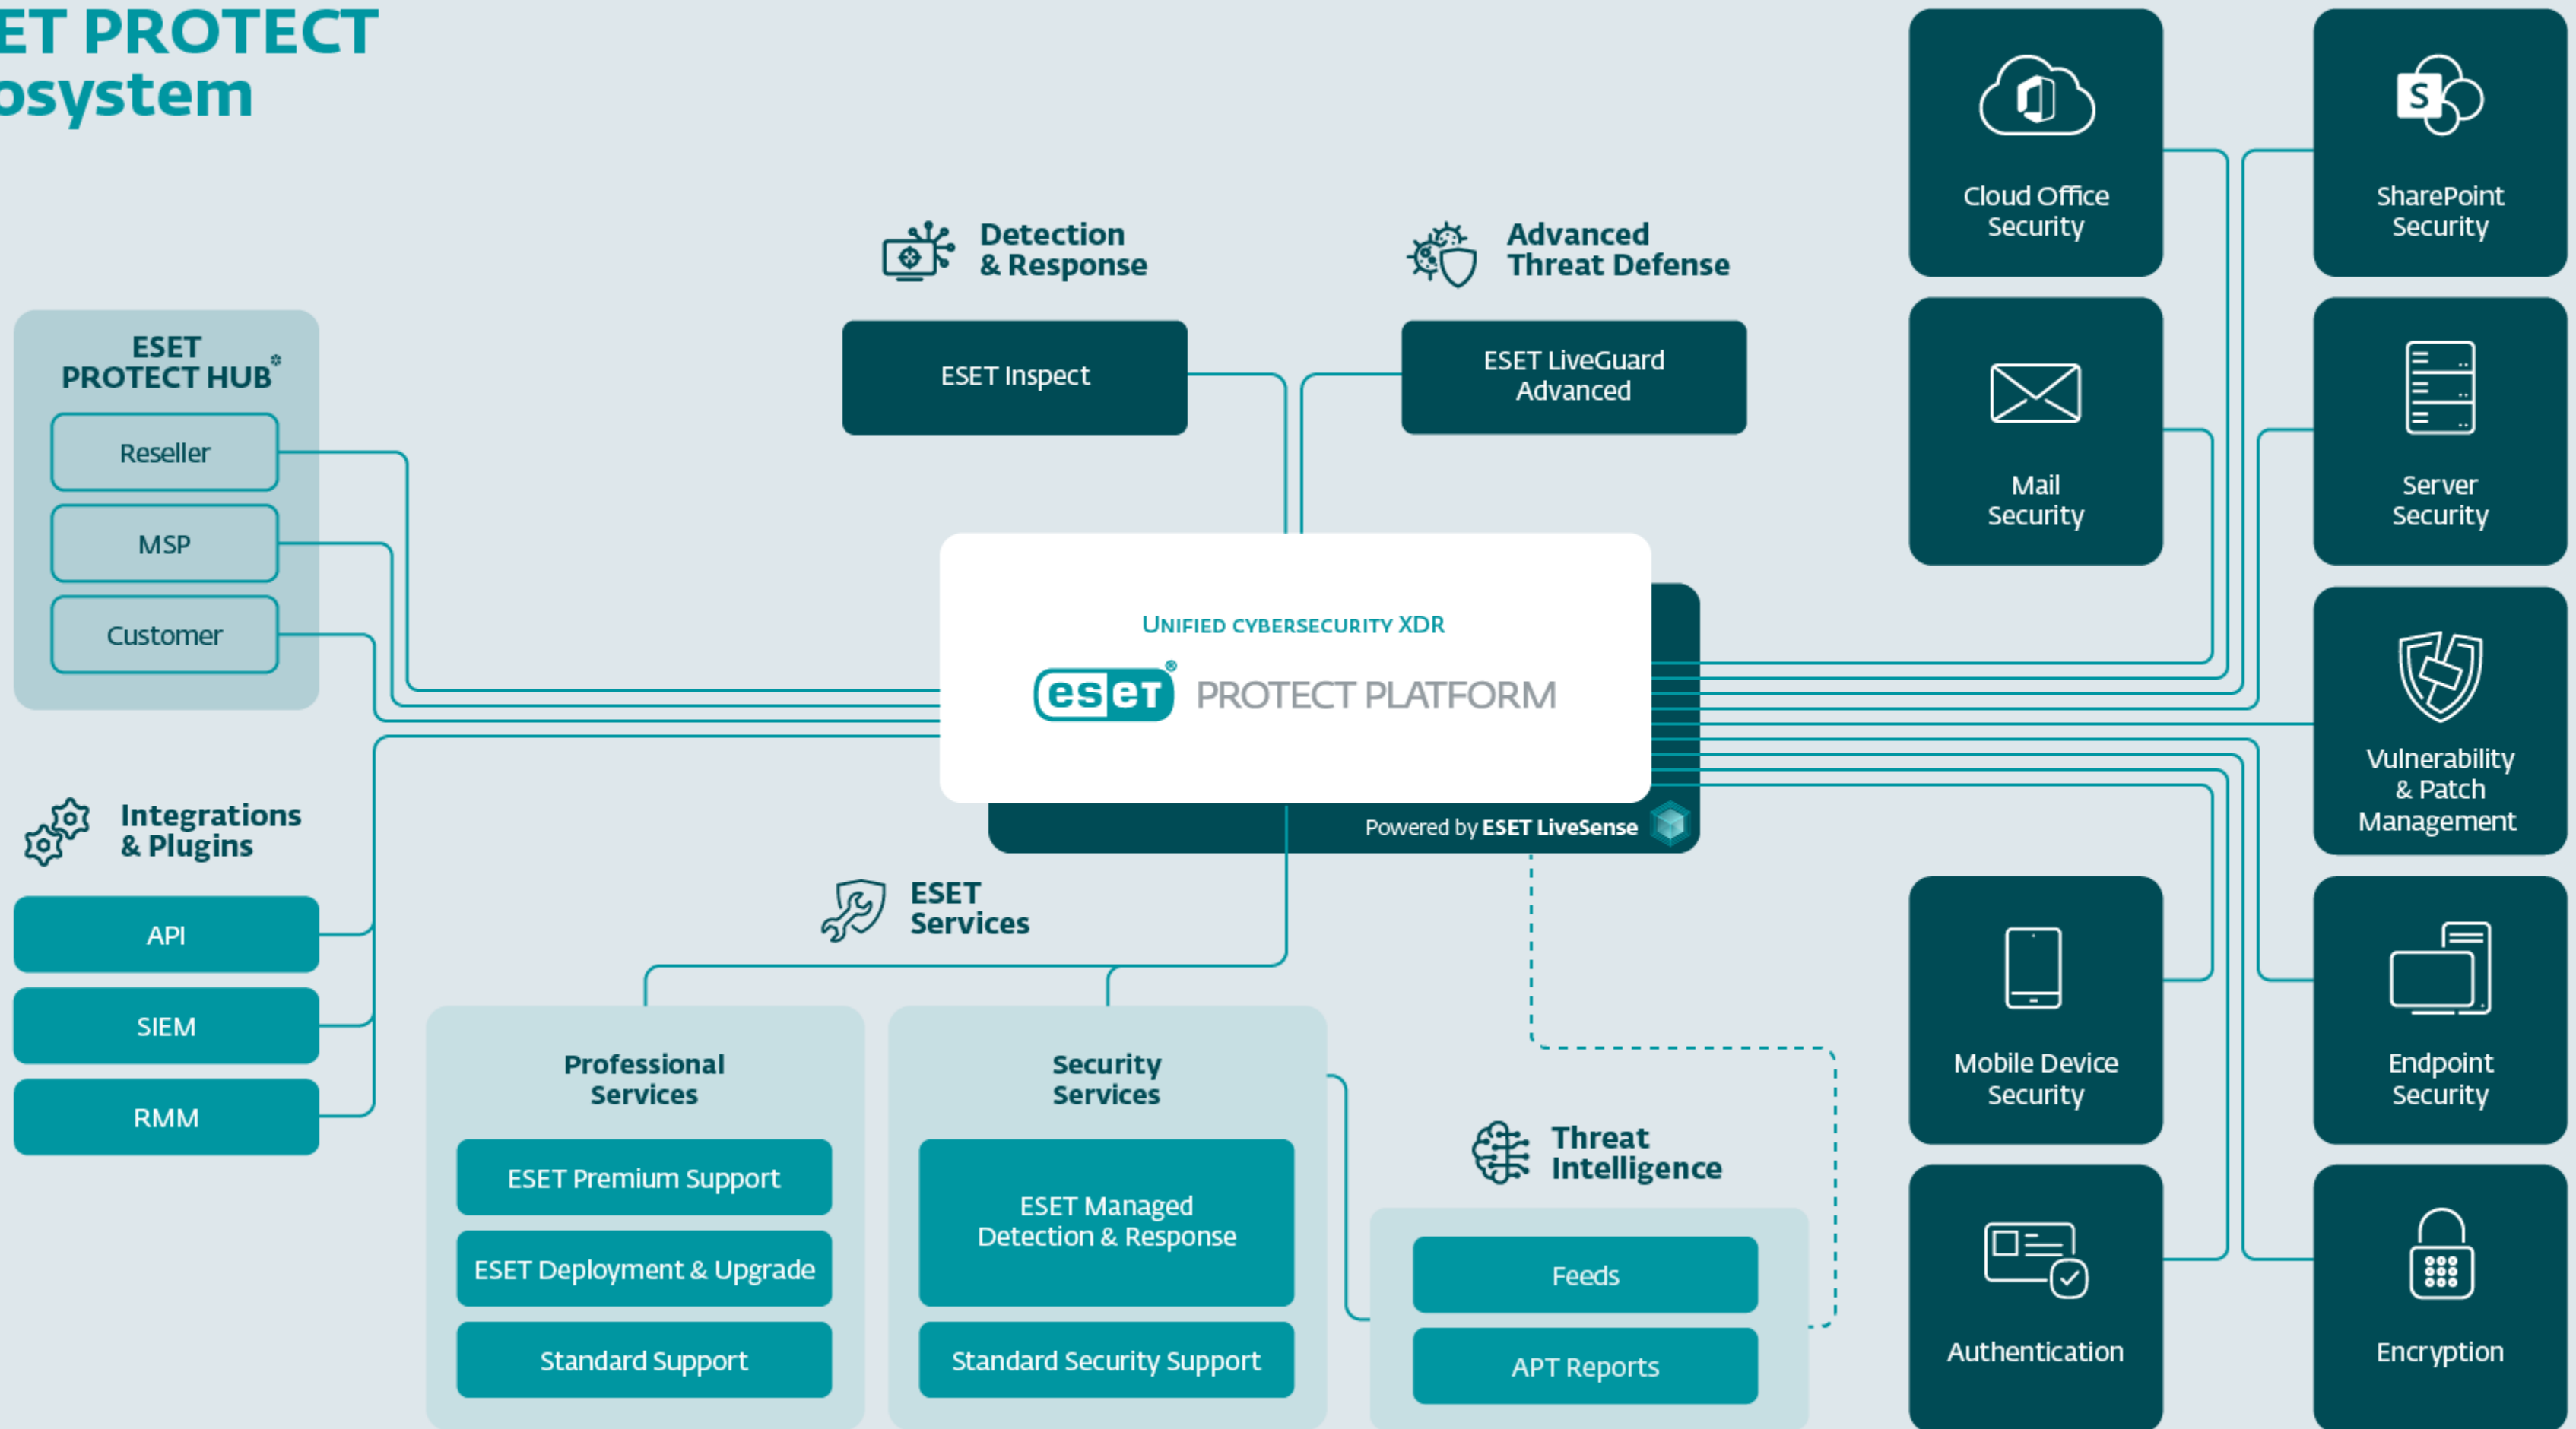 ET PROTECT
osystem
ESET
PROTECT HUB*
Reseller
MSP
Customer
Integrations
& Plugins
API
SIEM
RMM
Detection
& Response
ESET Inspect
Advanced
Threat Defense
ESET LiveGuard
Advanced
UNIFIED CYBERSECURITY XDR
eseT® PROTECT PLATFORM
Powered by ESET LiveSense
ESET
Services
Professional
Services
ESET Premium Support
ESET Deployment & Upgrade
Standard Support
Security
Services
ESET Managed
Detection & Response
Standard Security Support
Threat
Intelligence
Feeds
APT Reports
Cloud Office
Security
S
SharePoint
Security
Mail
Security
Server
Security
Vulnerability
& Patch
Management
Mobile Device
Security
Endpoint
Security
Authentication
Encryption